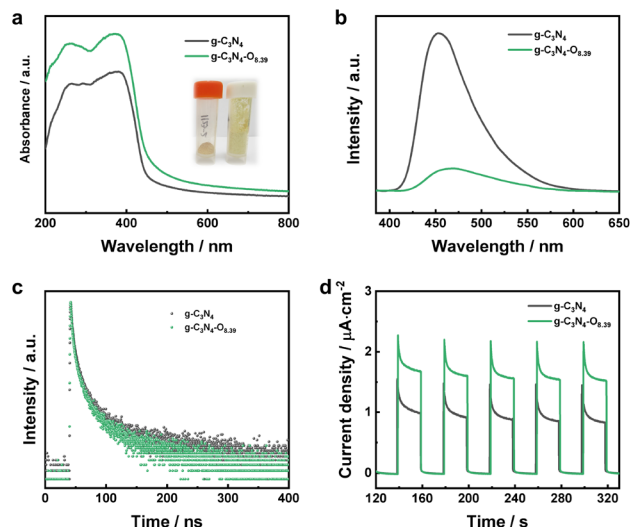 a
g-C₃N₄
g-C₃N₄-O₈.₃₉
Absorbance / a.u.
200 400 600 800
Wavelength / nm
b
g-C₃N₄
g-C₃N₄-O₈.₃₉
Intensity / a.u.
400 450 500 550 600 650
Wavelength / nm
c
g-C₃N₄
g-C₃N₄-O₈.₃₉
Intensity / a.u.
0 100 200 300 400
Time / ns
d
g-C₃N₄
g-C₃N₄-O₈.₃₉
Current density / μA·cm⁻²
3
2
1
0
120 160 200 240 280 320
Time / s